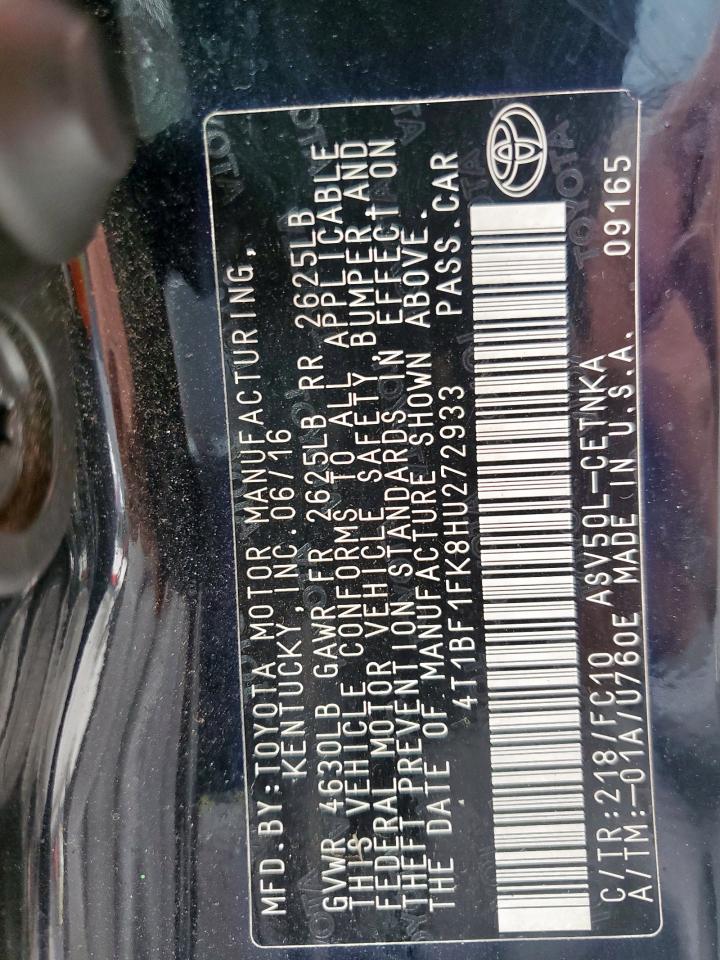 MFD.BY:TOYOTA MOTOR MANUFACTURING,
KENTUCKY,INC.06/16
GVWR 4630LB GAWR FR 2625LB RR 2625LB
THIS VEHICLE CONFORMS TO ALL APPLICABLE
FEDERAL MOTOR VEHICLE SAFETY,BUMPER AND
THEFT PREVENTION STANDARDS IN EFFECT ON
THE DATE OF MANUFACTURE SHOWN ABOVE.
4T1BF1FK8HU272933 PASS.CAR
TOYOTA
C/TR:218/FC10 ASV50L-CETNKA 09165
A/TM:-01A/U760E MADE IN U.S.A.